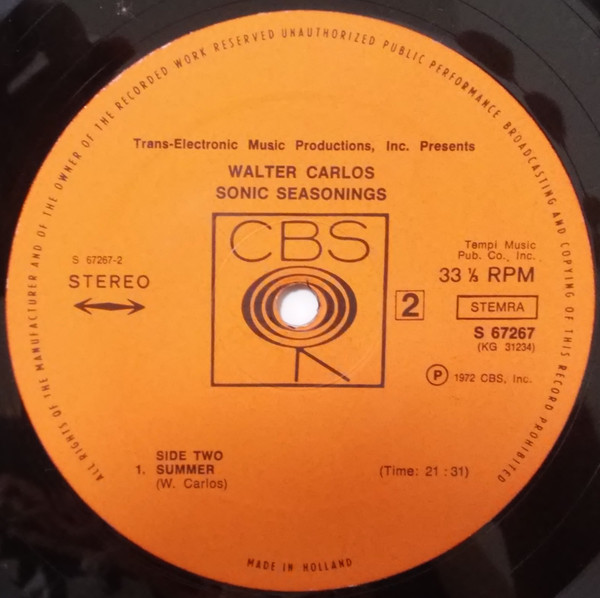 ALL RIGHTS OF THE MANUFACTURER AND OF THE OWNER OF THE RECORDED WORK RESERVED UNAUTHORIZED PUBLIC PERFORMANCE BROADCASTING AND COPYING OF THIS RECORD PROHIBITED
Trans-Electronic Music Productions, Inc. Presents
WALTER CARLOS
SONIC SEASONINGS
CBS
S 67267-2
STEREO
Tempi Music
Pub. Co., Inc.
33 ⅓ RPM
2
STEMRA
S 67267
(KG 31234)
Ⓟ 1972 CBS, Inc.
SIDE TWO
1. SUMMER (Time: 21 : 31)
(W. Carlos)
MADE IN HOLLAND